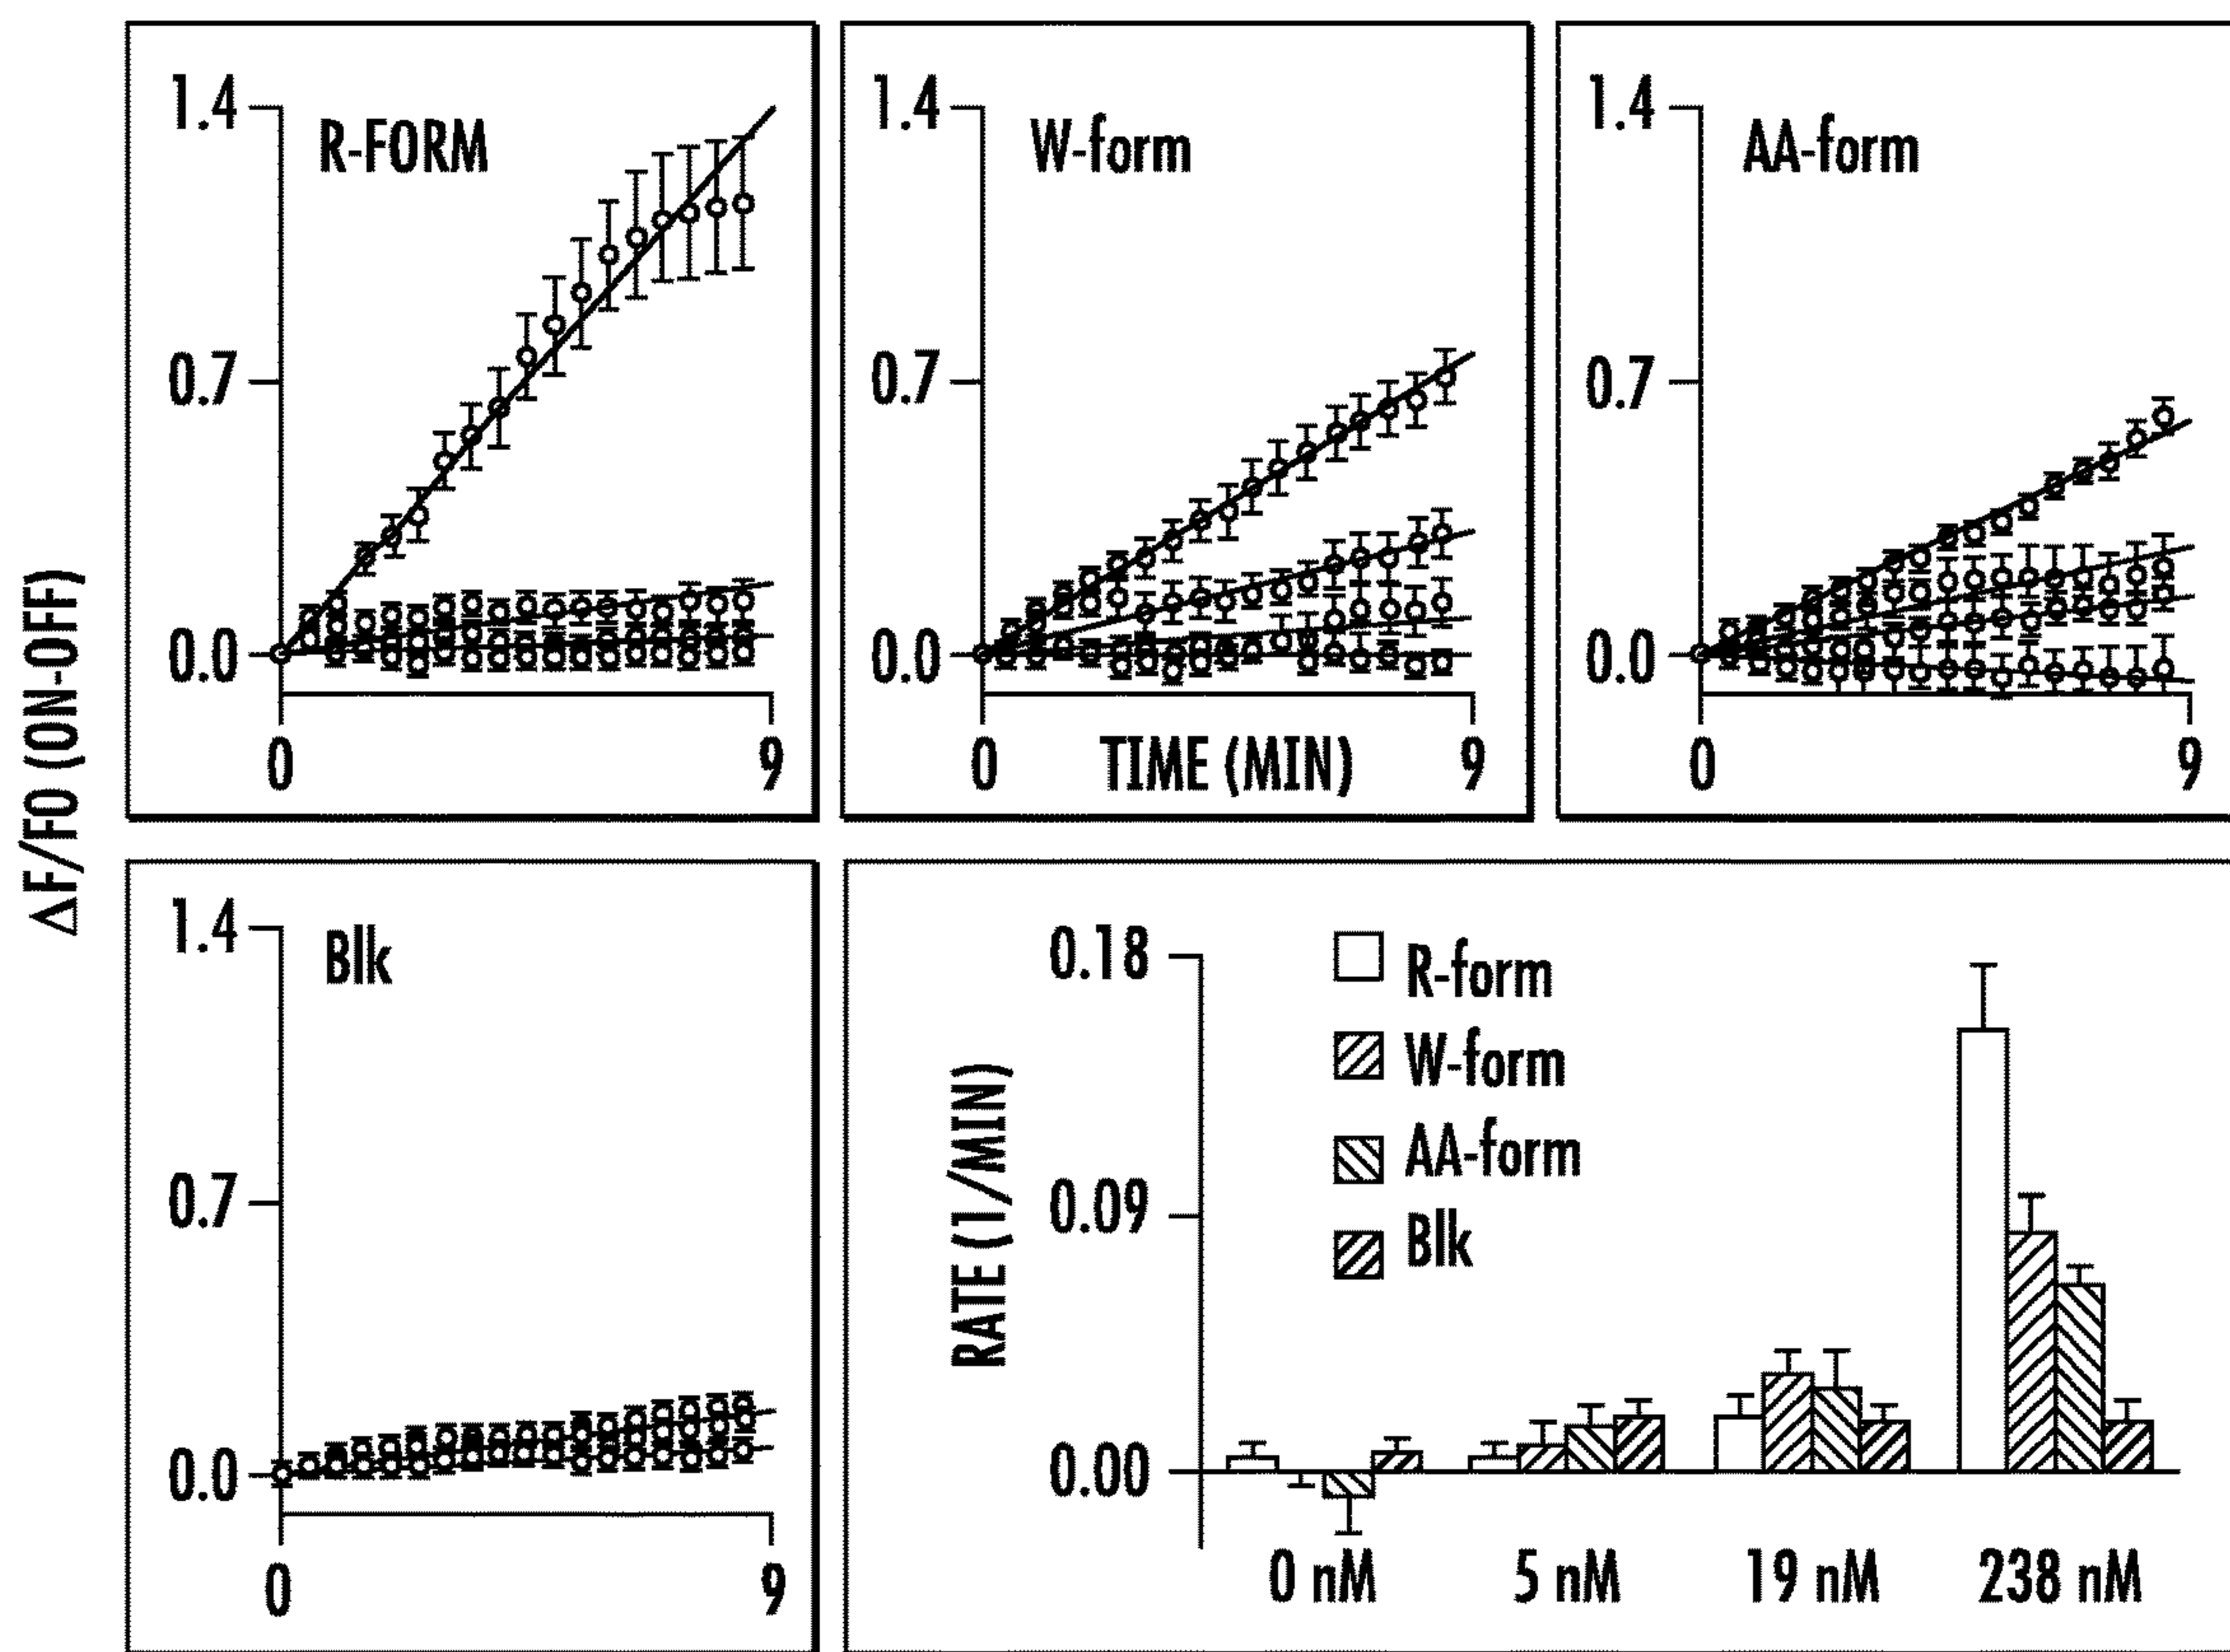 ΔF/F0 (ON-OFF)
1.4
R-FORM
0.7
0.0
0
9
1.4
W-form
0.7
0.0
0
TIME (MIN)
9
1.4
AA-form
0.7
0.0
0
9
1.4
Blk
0.7
0.0
0
9
RATE (1/MIN)
0.18
0.09
0.00
R-form
W-form
AA-form
Blk
0 nM
5 nM
19 nM
238 nM